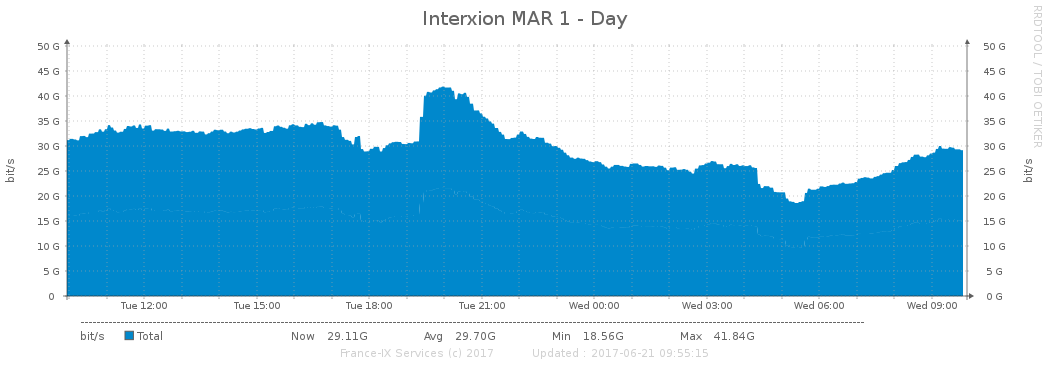 Interxion MAR 1 - Day
RRDTOOL / TOBI OETIKER
bit/s
50 G 50 G
45 G 45 G
40 G 40 G
35 G 35 G
30 G 30 G
25 G 25 G
20 G 20 G
15 G 15 G
10 G 10 G
5 G 5 G
0 0 G
bit/s
Tue 12:00 Tue 15:00 Tue 18:00 Tue 21:00 Wed 00:00 Wed 03:00 Wed 06:00 Wed 09:00
bit/s Total Now 29.11G Avg 29.70G Min 18.56G Max 41.84G
France-IX Services (c) 2017 Updated : 2017-06-21 09:55:15